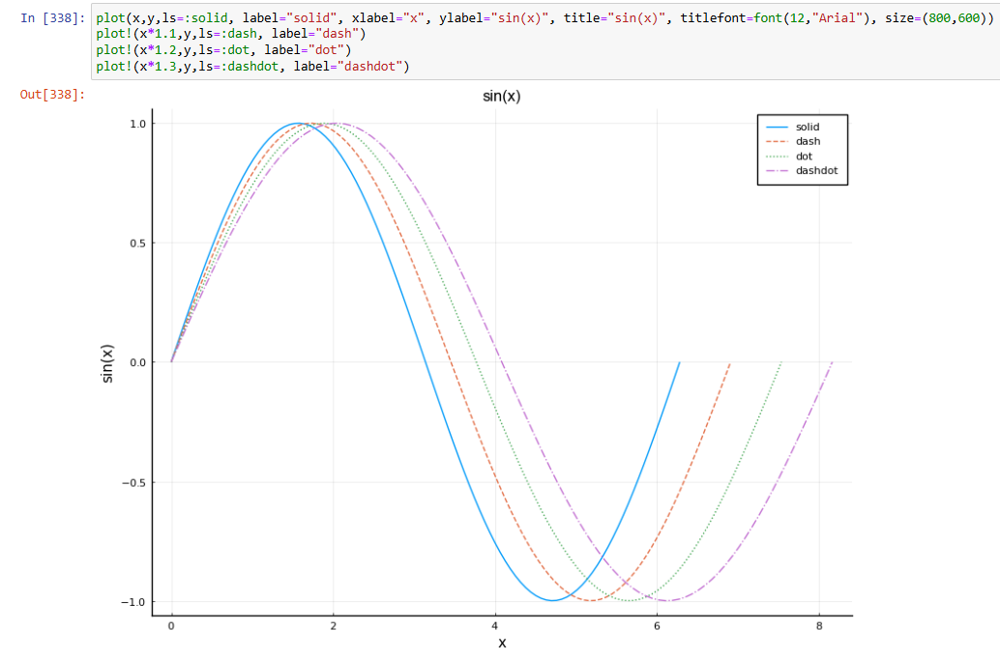 In [338]: plot(x,y,ls=:solid, label="solid", xlabel="x", ylabel="sin(x)", title="sin(x)", titlefont=font(12,"Arial"), size=(800,600))
plot!(x*1.1,y,ls=:dash, label="dash")
plot!(x*1.2,y,ls=:dot, label="dot")
plot!(x*1.3,y,ls=:dashdot, label="dashdot")
Out[338]:
sin(x)
solid
dash
dot
dashdot
1.0
0.5
0.0
−0.5
−1.0
sin(x)
0 2 4 6 8
x